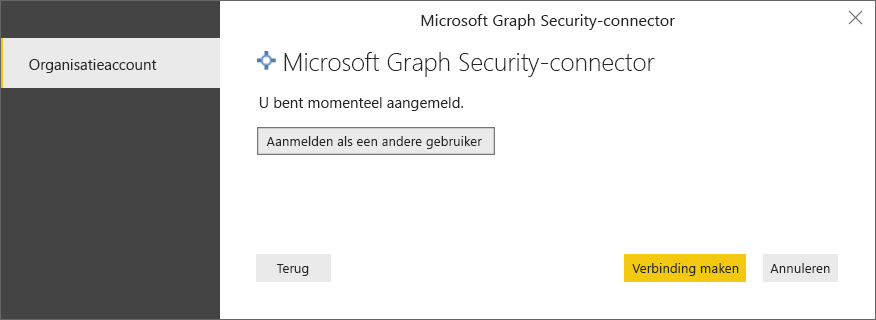 Microsoft Graph Security-connector
Organisatieaccount
Microsoft Graph Security-connector
U bent momenteel aangemeld.
Aanmelden als een andere gebruiker
Terug
Verbinding maken
Annuleren